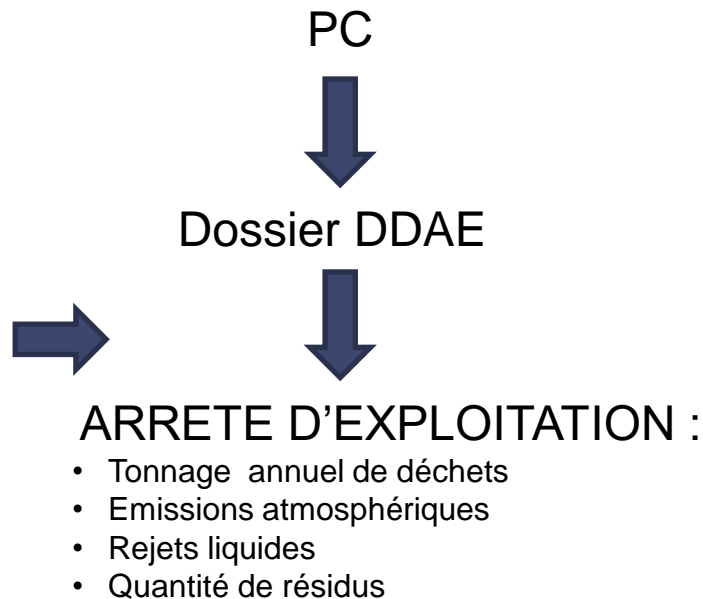 PC
Dossier DDAE
ARRETE D’EXPLOITATION :
• Tonnage annuel de déchets
• Emissions atmosphériques
• Rejets liquides
• Quantité de résidus